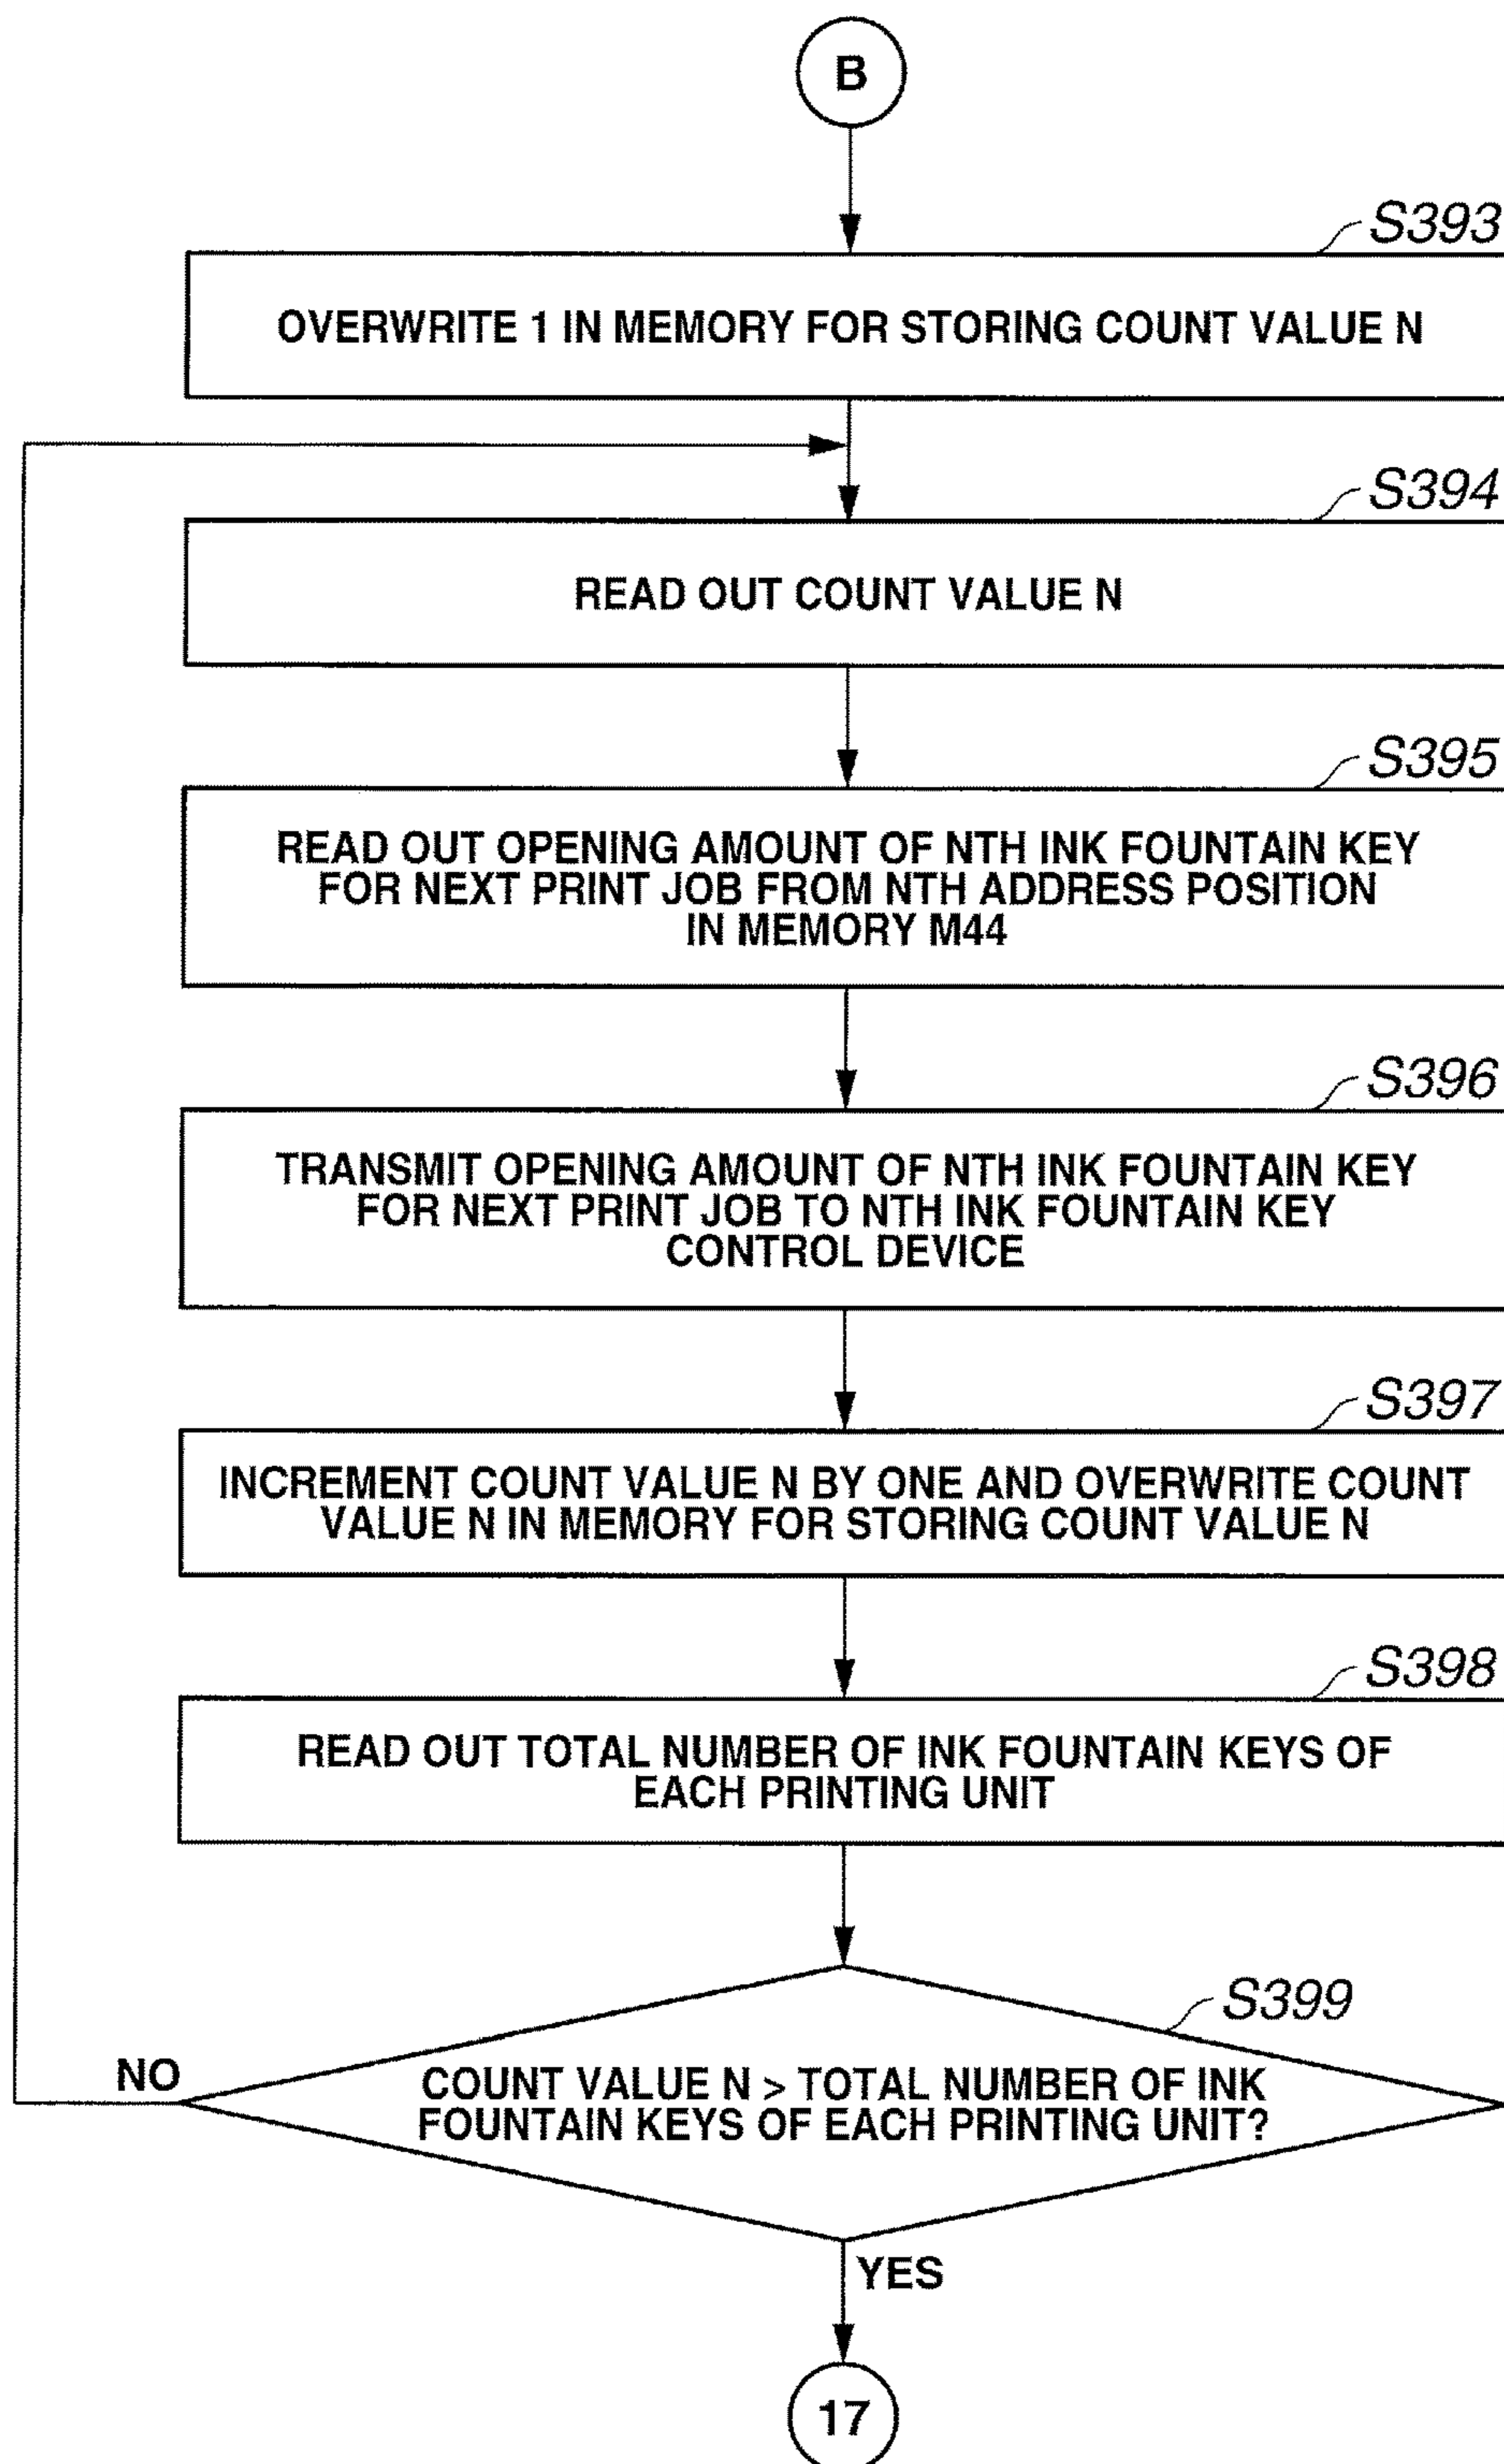 B
S393
OVERWRITE 1 IN MEMORY FOR STORING COUNT VALUE N
S394
READ OUT COUNT VALUE N
S395
READ OUT OPENING AMOUNT OF NTH INK FOUNTAIN KEY
FOR NEXT PRINT JOB FROM NTH ADDRESS POSITION
IN MEMORY M44
S396
TRANSMIT OPENING AMOUNT OF NTH INK FOUNTAIN KEY
FOR NEXT PRINT JOB TO NTH INK FOUNTAIN KEY
CONTROL DEVICE
S397
INCREMENT COUNT VALUE N BY ONE AND OVERWRITE COUNT
VALUE N IN MEMORY FOR STORING COUNT VALUE N
S398
READ OUT TOTAL NUMBER OF INK FOUNTAIN KEYS OF
EACH PRINTING UNIT
S399
NO
COUNT VALUE N > TOTAL NUMBER OF INK
FOUNTAIN KEYS OF EACH PRINTING UNIT?
YES
17